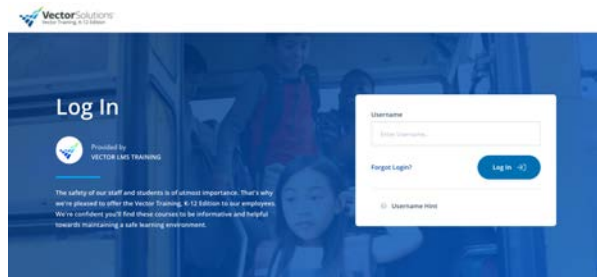 VectorSolutions
Vector Training, K-12 Edition
Log In
Provided by
VECTOR LMS TRAINING
The safety of our staff and students is of utmost importance. That's why
we're pleased to offer the Vector Training, K-12 Edition to our employees.
We're confident you'll find these courses to be informative and helpful
towards maintaining a safe learning environment.
Username
Enter Username...
Forgot Login?
Log In
Username Hint